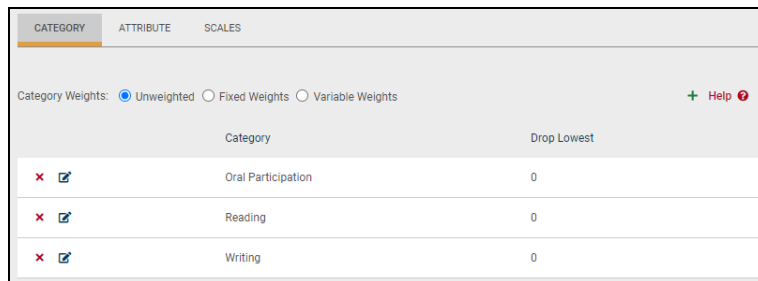 CATEGORY ATTRIBUTE SCALES
Category Weights: Unweighted Fixed Weights Variable Weights + Help ?
Category Drop Lowest
Oral Participation 0
Reading 0
Writing 0